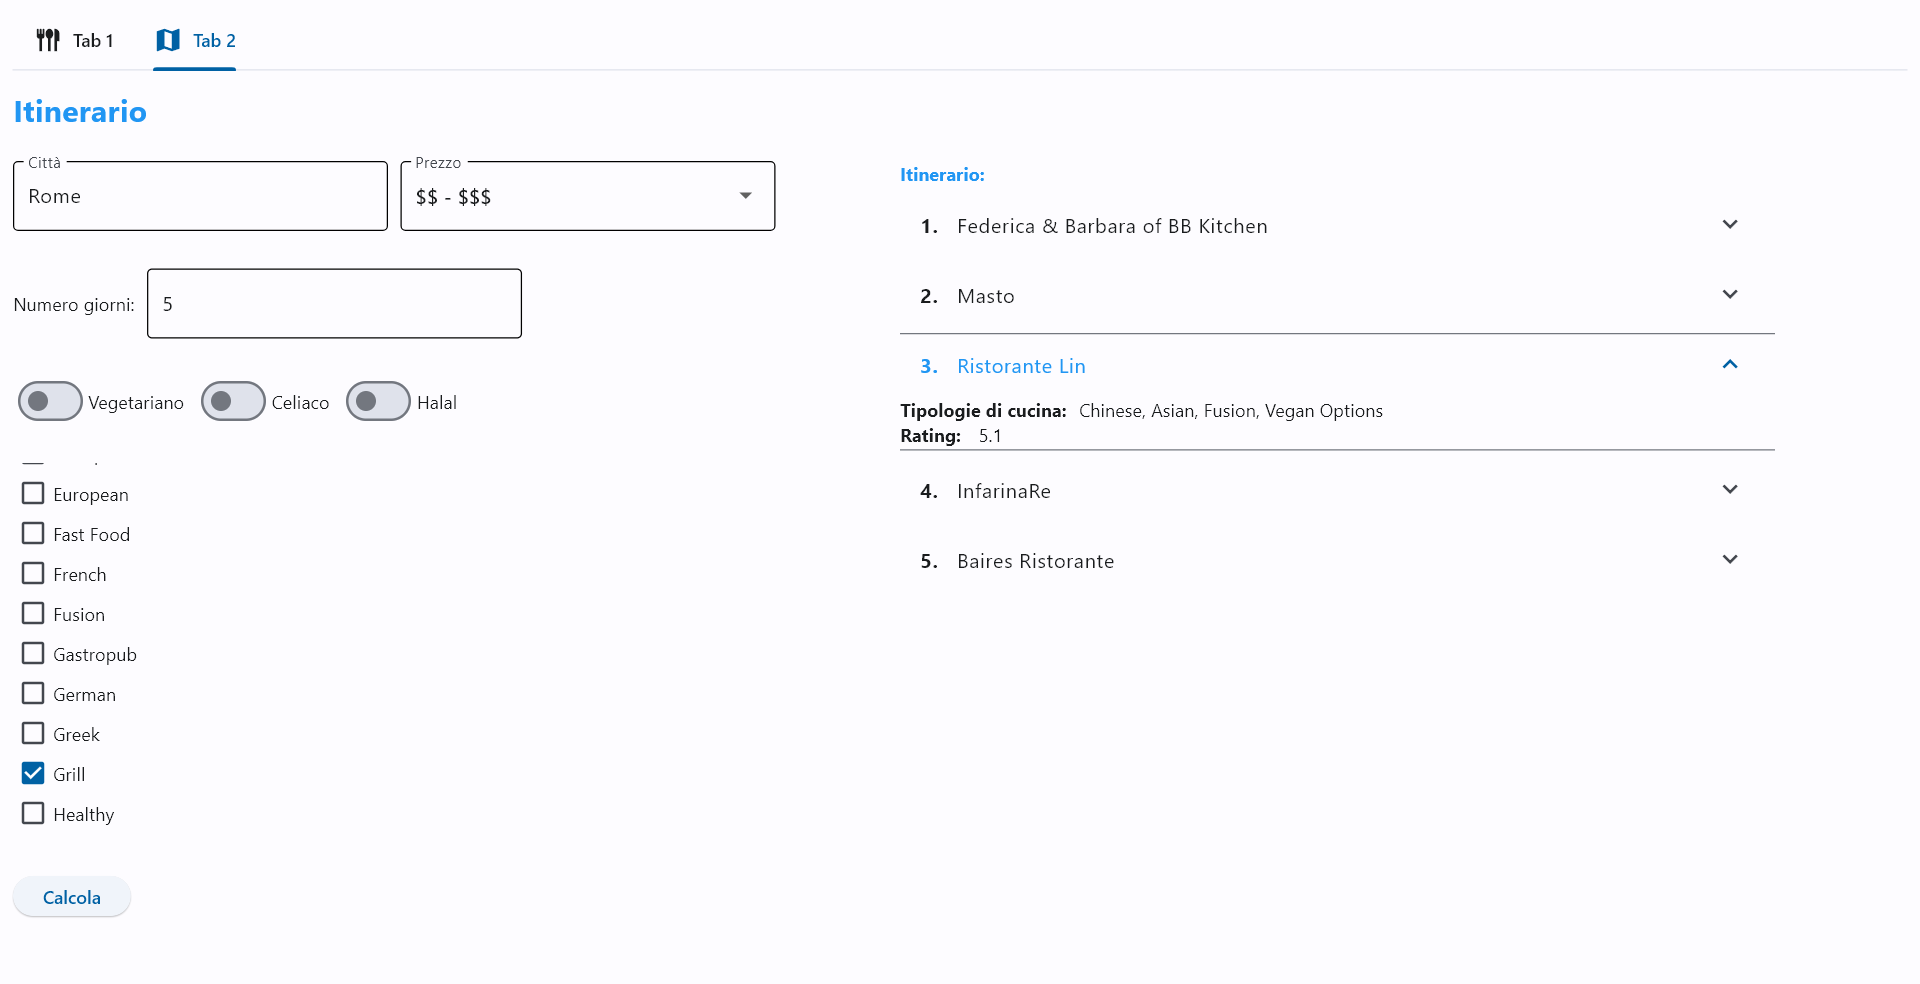 Tab 1
Tab 2
Itinerario
Città
Rome
Prezzo
$$ - $$$
Numero giorni:
5
Vegetariano
Celiaco
Halal
European
Fast Food
French
Fusion
Gastropub
German
Greek
Grill
Healthy
Calcola
Itinerario:
1. Federica & Barbara of BB Kitchen
2. Masto
3. Ristorante Lin
Tipologie di cucina: Chinese, Asian, Fusion, Vegan Options
Rating: 5.1
4. InfarinaRe
5. Baires Ristorante